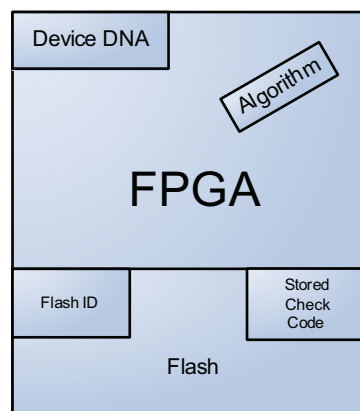 Device DNA
Algorithm
FPGA
Flash ID
Stored
Check
Code
Flash